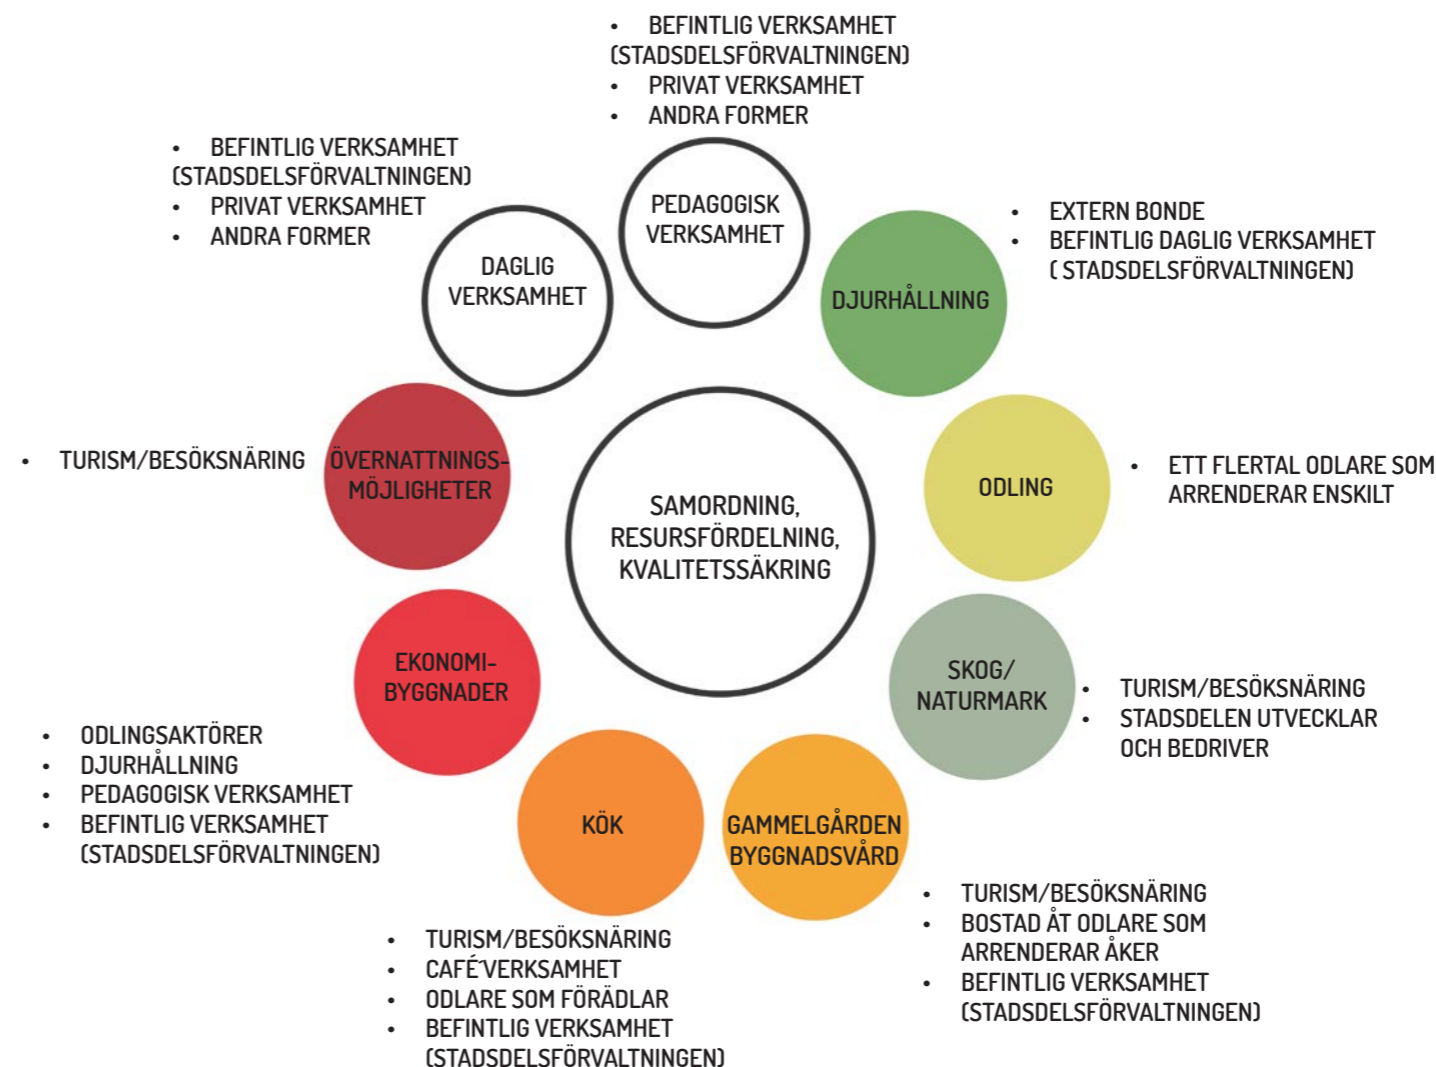 • BEFINTLIG VERKSAMHET
(STADSDELSFÖRVALTNINGEN)
• PRIVAT VERKSAMHET
• ANDRA FORMER
PEDAGOGISK
VERKSAMHET
• BEFINTLIG VERKSAMHET
(STADSDELSFÖRVALTNINGEN)
• PRIVAT VERKSAMHET
• ANDRA FORMER
DAGLIG
VERKSAMHET
DJURHÅLLNING
• EXTERN BONDE
• BEFINTLIG DAGLIG VERKSAMHET
( STADSDELSFÖRVALTNINGEN)
• TURISM/BESÖKSNÄRING
ÖVERNATTNINGS-
MÖJLIGHETER
SAMORDNING,
RESURSFÖRDELNING,
KVALITETSSÄKRING
ODLING
• ETT FLERTAL ODLARE SOM
ARRENDERAR ENSKILT
EKONOMI-
BYGGNADER
SKOG/
NATURMARK
• TURISM/BESÖKSNÄRING
• STADSDELEN UTVECKLAR
OCH BEDRIVER
• ODLINGSAKTÖRER
• DJURHÅLLNING
• PEDAGOGISK VERKSAMHET
• BEFINTLIG VERKSAMHET
(STADSDELSFÖRVALTNINGEN)
KÖK
GAMMELGÅRDEN
BYGGNADSVÅRD
• TURISM/BESÖKSNÄRING
• CAFÉ´VERKSAMHET
• ODLARE SOM FÖRÄDLAR
• BEFINTLIG VERKSAMHET
(STADSDELSFÖRVALTNINGEN)
• TURISM/BESÖKSNÄRING
• BOSTAD ÅT ODLARE SOM
ARRENDERAR ÅKER
• BEFINTLIG VERKSAMHET
(STADSDELSFÖRVALTNINGEN)